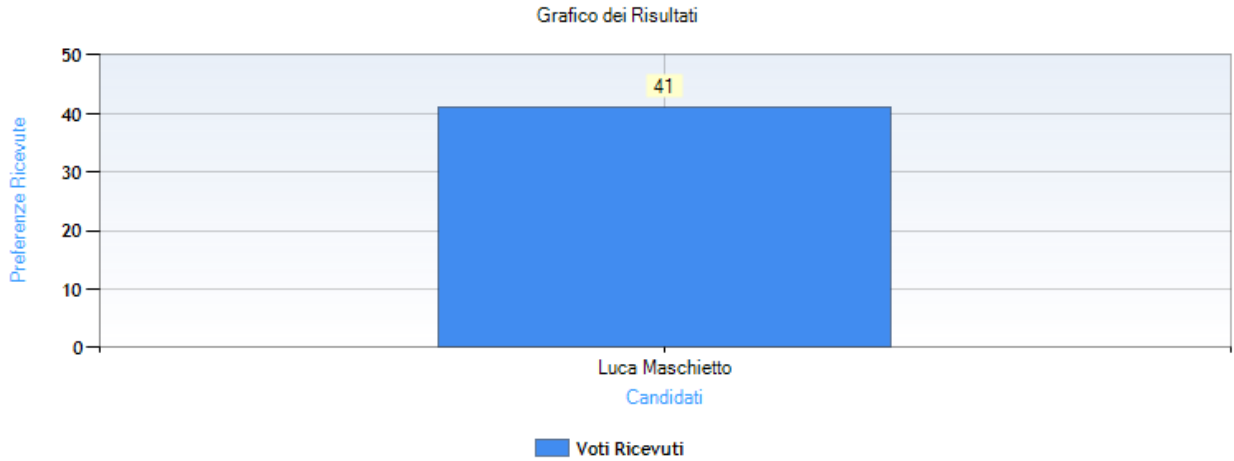 Grafico dei Risultati
50
41
40
30
20
10
0
Preferenze Ricevute
Luca Maschietto
Candidati
Voti Ricevuti